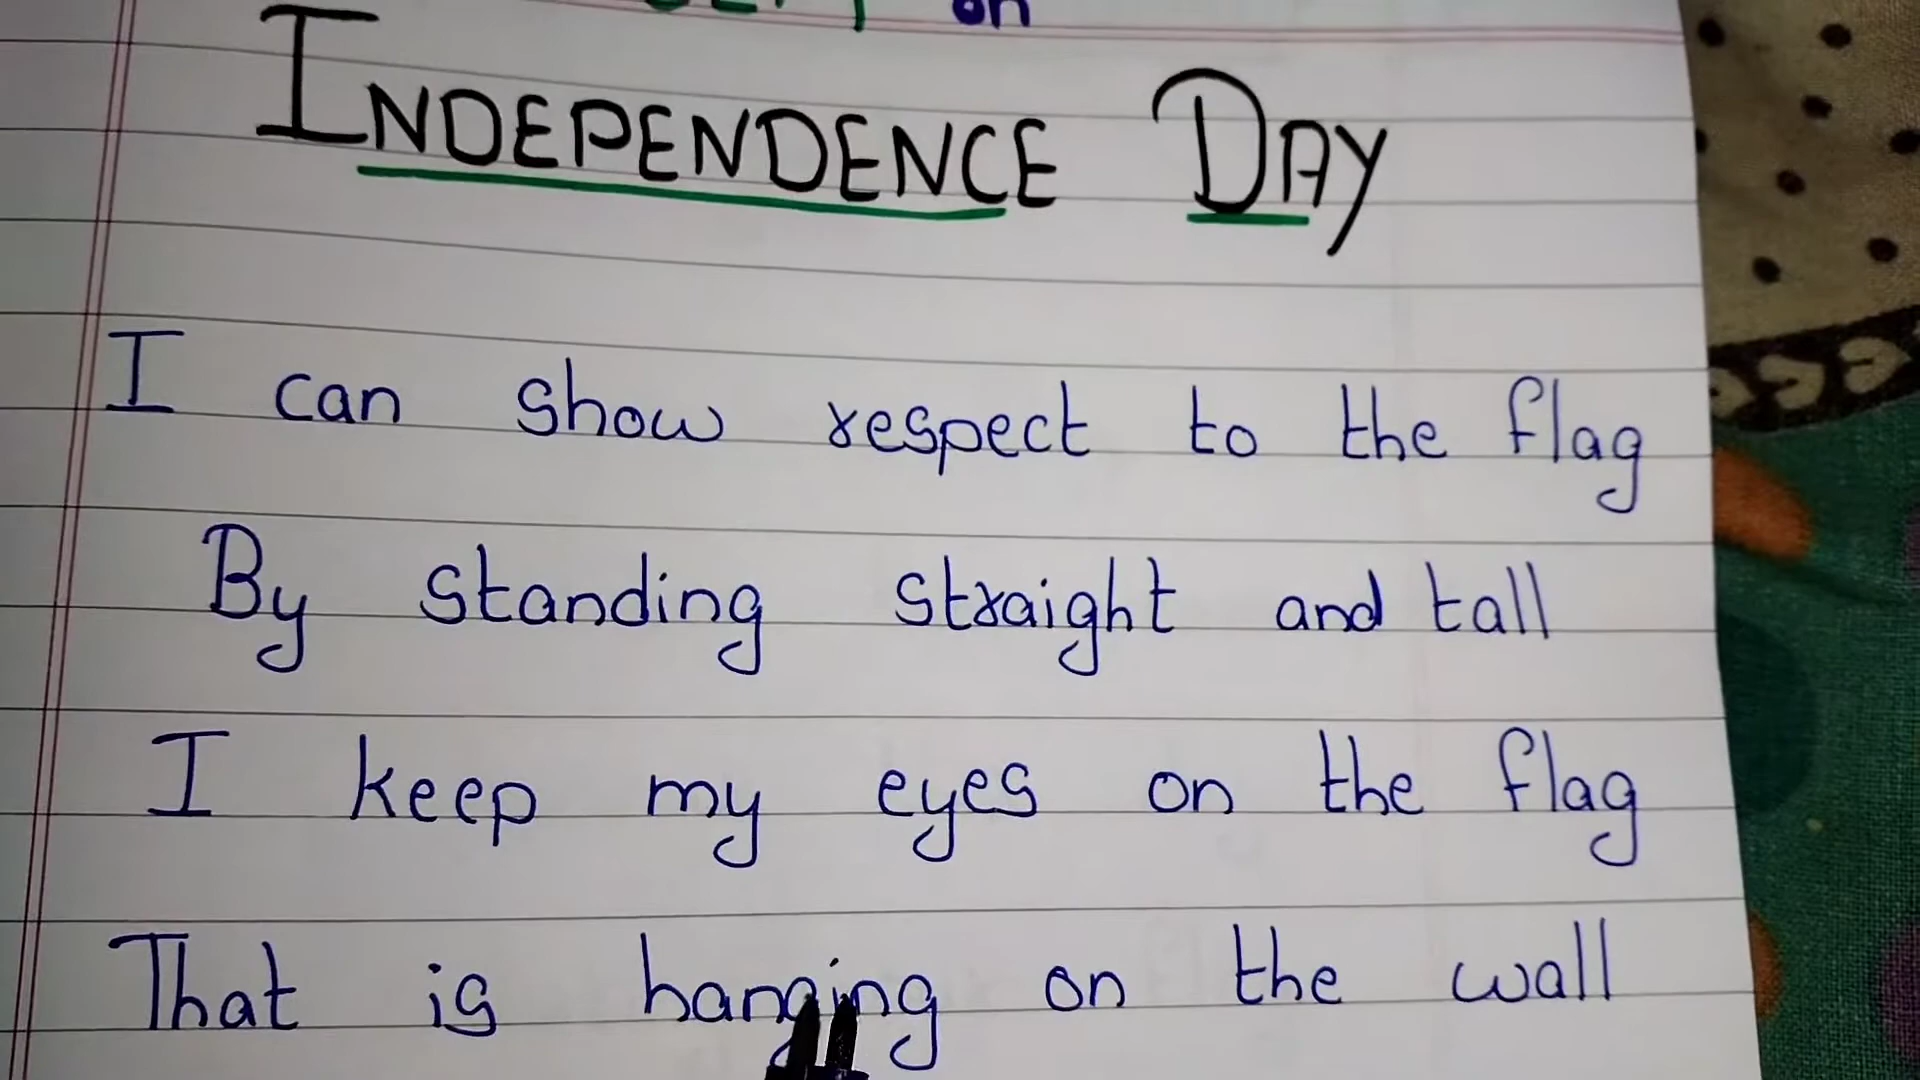 on
INDEPENDENCE DAY
I can show respect to the flag
By standing straight and tall
I keep my eyes on the flag
That is hanging on the wall